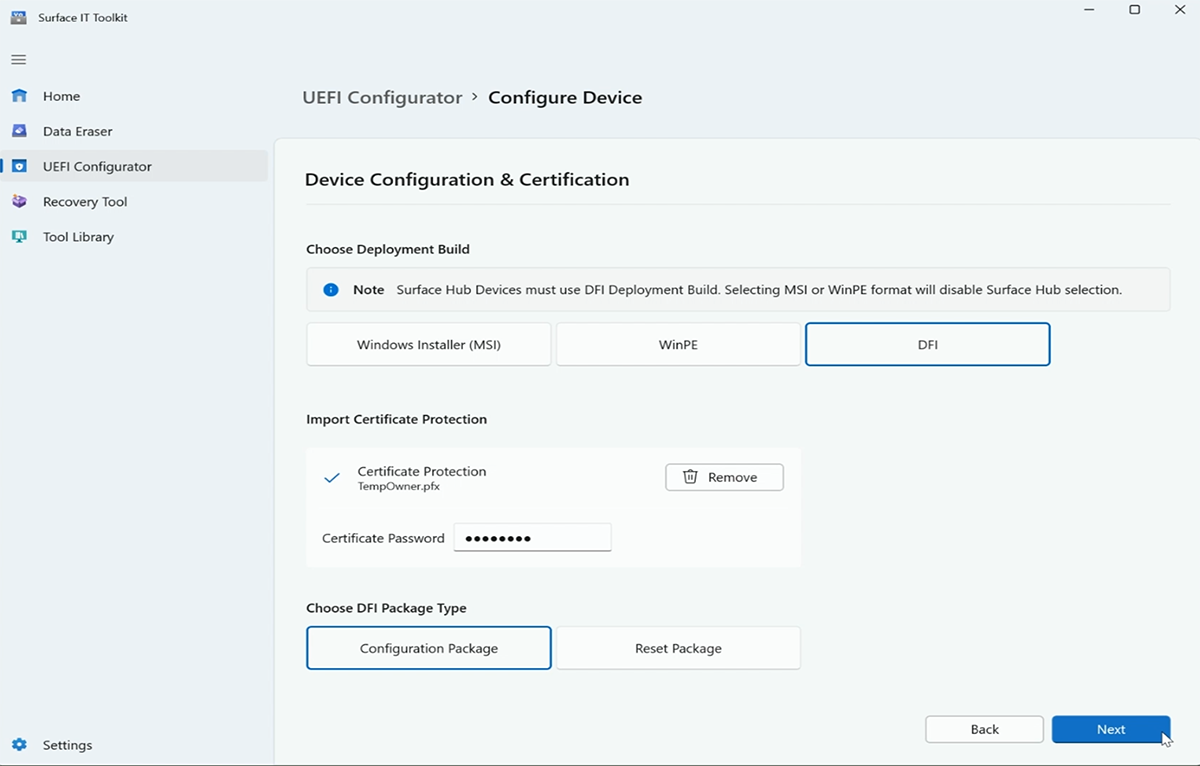 Surface IT Toolkit
Home
Data Eraser
UEFI Configurator
Recovery Tool
Tool Library
Settings
UEFI Configurator > Configure Device
Device Configuration & Certification
Choose Deployment Build
Note Surface Hub Devices must use DFI Deployment Build. Selecting MSI or WinPE format will disable Surface Hub selection.
Windows Installer (MSI) WinPE DFI
Import Certificate Protection
Certificate Protection
TempOwner.pfx
Remove
Certificate Password ••••••••
Choose DFI Package Type
Configuration Package Reset Package
Back Next